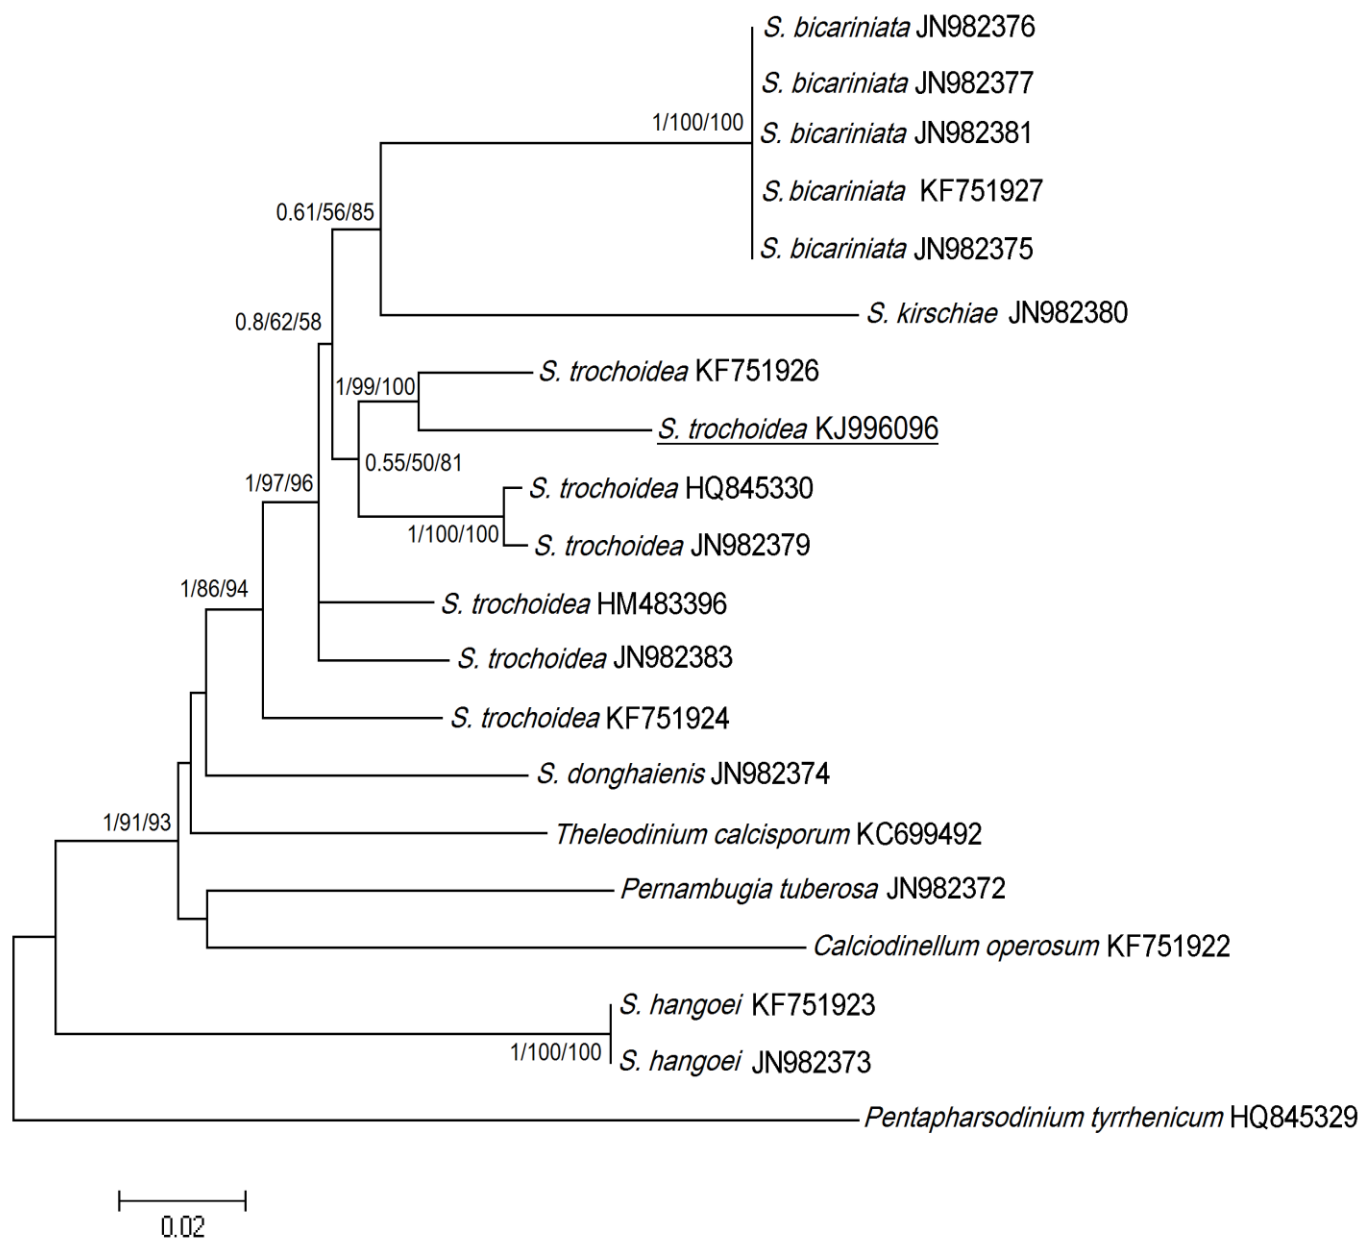 S. bicariniata JN982376
S. bicariniata JN982377
1/100/100
S. bicariniata JN982381
S. bicariniata KF751927
0.61/56/85
S. bicariniata JN982375
S. kirschiae JN982380
0.8/62/58
S. trochoidea KF751926
1/99/100
S. trochoidea KJ996096
0.55/50/81
1/97/96
S. trochoidea HQ845330
1/100/100
S. trochoidea JN982379
1/86/94
S. trochoidea HM483396
S. trochoidea JN982383
S. trochoidea KF751924
S. donghaienis JN982374
1/91/93
Theleodinium calcisporum KC699492
Pernambugia tuberosa JN982372
Calciodinellum operosum KF751922
S. hangoei KF751923
1/100/100
S. hangoei JN982373
Pentapharsodinium tyrrhenicum HQ845329
0.02